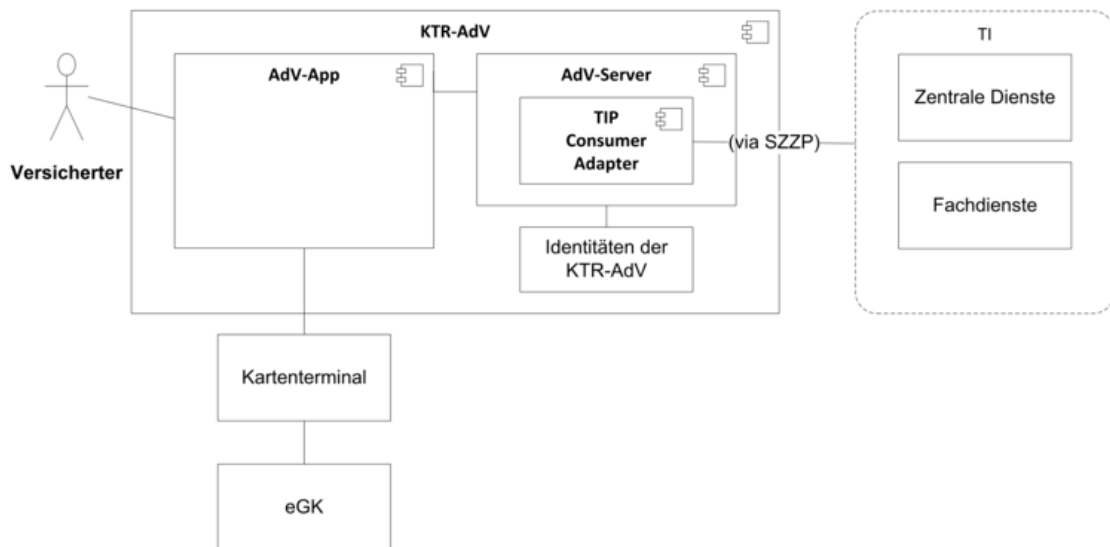 KTR-AdV
TI
AdV-App
AdV-Server
Zentrale Dienste
TIP
Consumer
Adapter
(via SZZP)
Versicherter
Fachdienste
Identitäten der
KTR-AdV
Kartenterminal
eGK